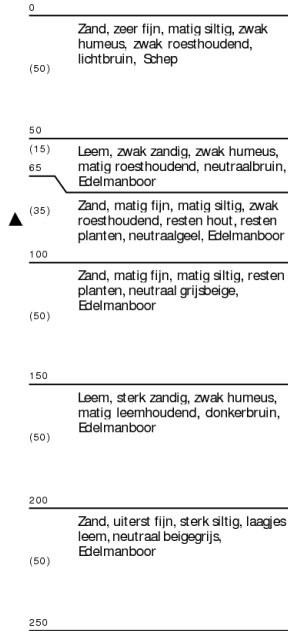 0
Zand, zeer fijn, matig siltig, zwak
humeus, zwak roesthoudend,
lichtbruin, Schep
(50)
50
(15)
Leem, zwak zandig, zwak humeus,
matig roesthoudend, neutraalbruin,
Edelmanboor
65
Zand, matig fijn, matig siltig, zwak
roesthoudend, resten hout, resten
planten, neutraalgeel, Edelmanboor
(35)
100
Zand, matig fijn, matig siltig, resten
planten, neutraal grijsbeige,
Edelmanboor
(50)
150
Leem, sterk zandig, zwak humeus,
matig leemhoudend, donkerbruin,
Edelmanboor
(50)
200
Zand, uiterst fijn, sterk siltig, laagjes
leem, neutraal beigegrijs,
Edelmanboor
(50)
250